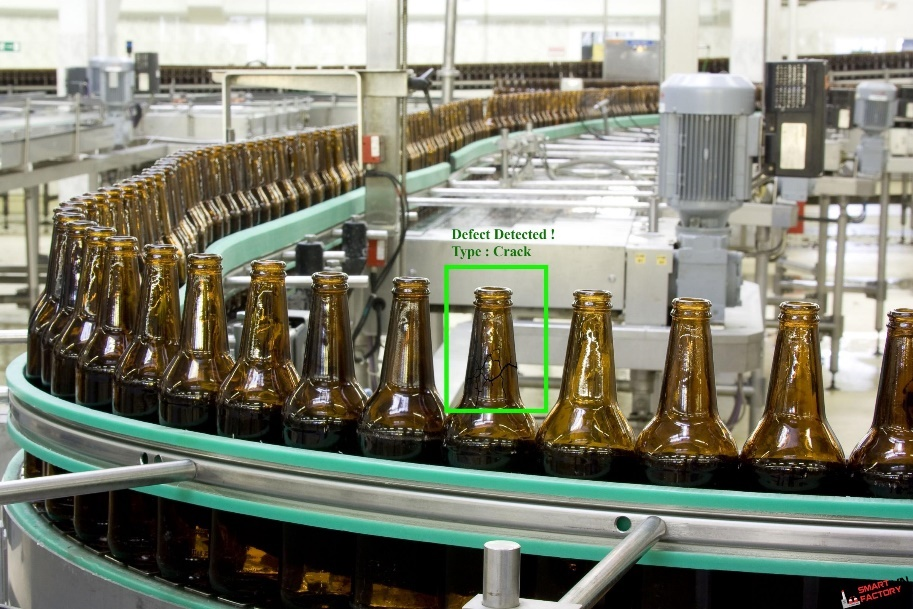 Defect Detected !
Type : Crack
SMART
FACTORY